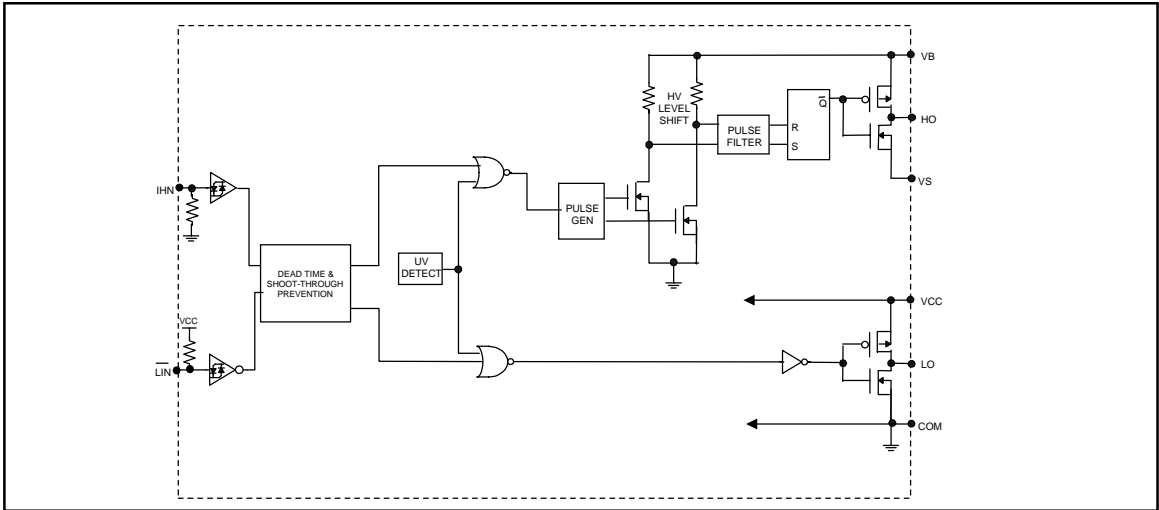 VB
HV
LEVEL
SHIFT
Q
HO
R
PULSE
FILTER
S
VS
IHN
PULSE
GEN
UV
DETECT
DEAD TIME &
SHOOT-THROUGH
PREVENTION
VCC
VCC
LIN
LO
COM